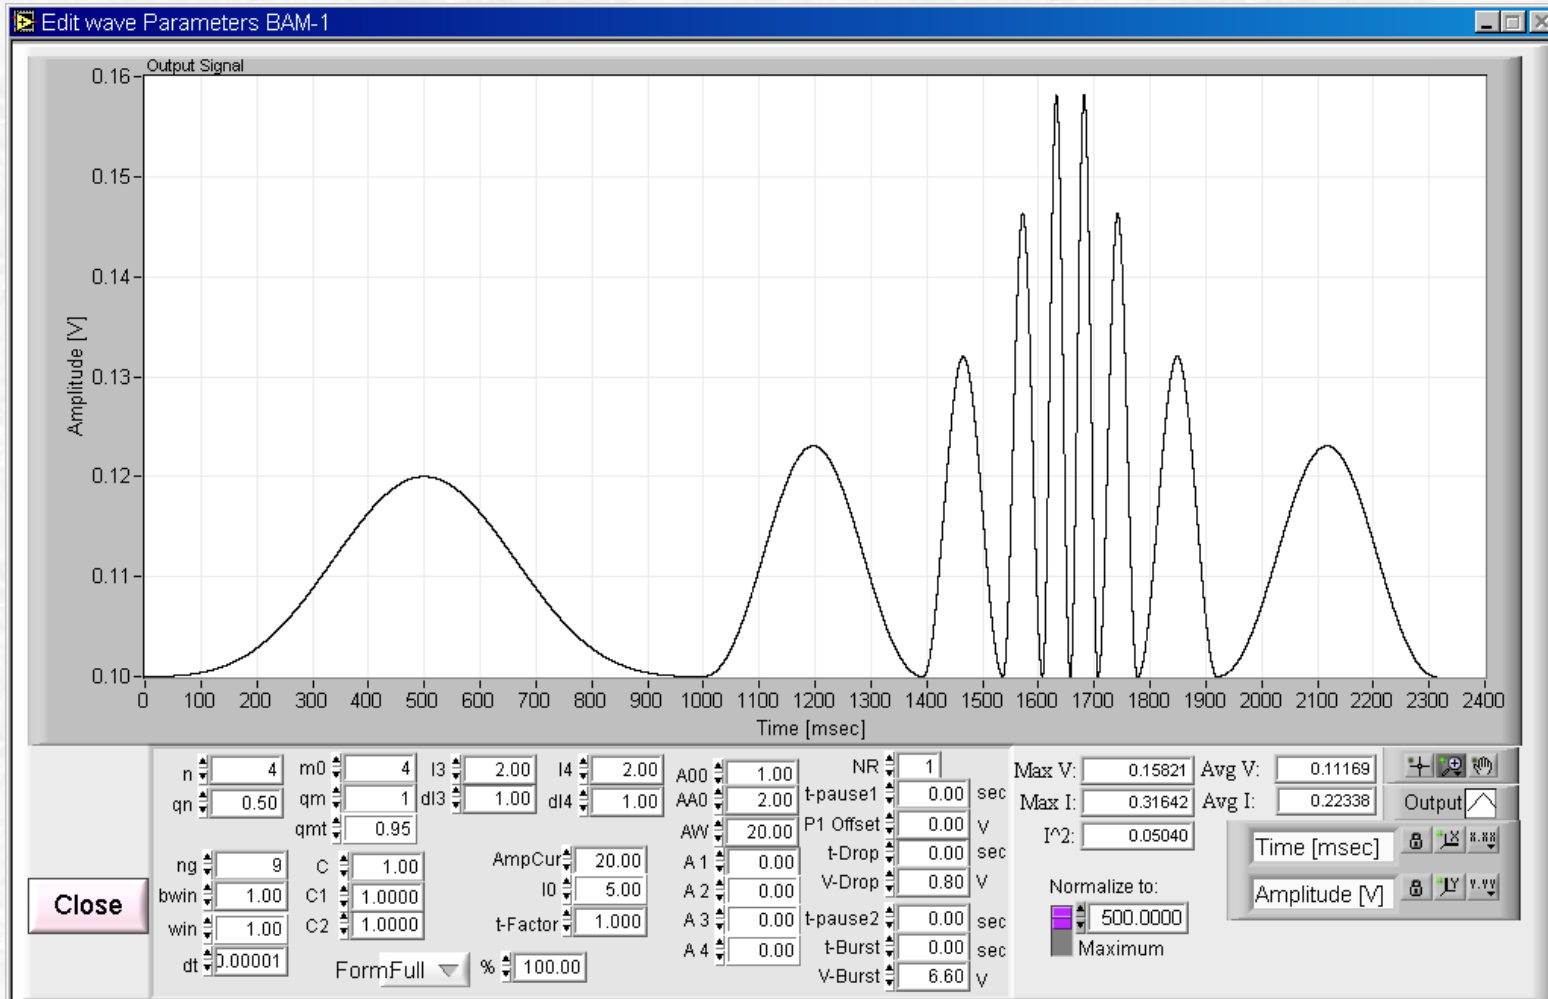 Edit wave Parameters BAM-1
Output Signal
0.16
0.15
0.14
0.13
0.12
0.11
0.10
Amplitude [V]
0 100 200 300 400 500 600 700 800 900 1000 1100 1200 1300 1400 1500 1600 1700 1800 1900 2000 2100 2200 2300 2400
Time [msec]
n 4
qn 0.50
m0 4
qm 1
qmt 0.95
I3 2.00
dI3 1.00
I4 2.00
dI4 1.00
ng 9
bwin 1.00
win 1.00
dt 0.00001
C 1.00
C1 1.0000
C2 1.0000
FormFull
% 100.00
AmpCur 20.00
I0 5.00
t-Factor 1.000
A00 1.00
AA0 2.00
AW 20.00
A 1 0.00
A 2 0.00
A 3 0.00
A 4 0.00
NR 1
t-pause1 0.00 sec
P1 Offset 0.00 V
t-Drop 0.00 sec
V-Drop 0.80 V
t-pause2 0.00 sec
t-Burst 0.00 sec
V-Burst 6.60 V
Max V: 0.15821 Avg V: 0.11169
Max I: 0.31642 Avg I: 0.22338
I^2: 0.05040
Normalize to:
500.0000
Maximum
Output
Time [msec] X X.XX
Amplitude [V] Y Y.YY
Close